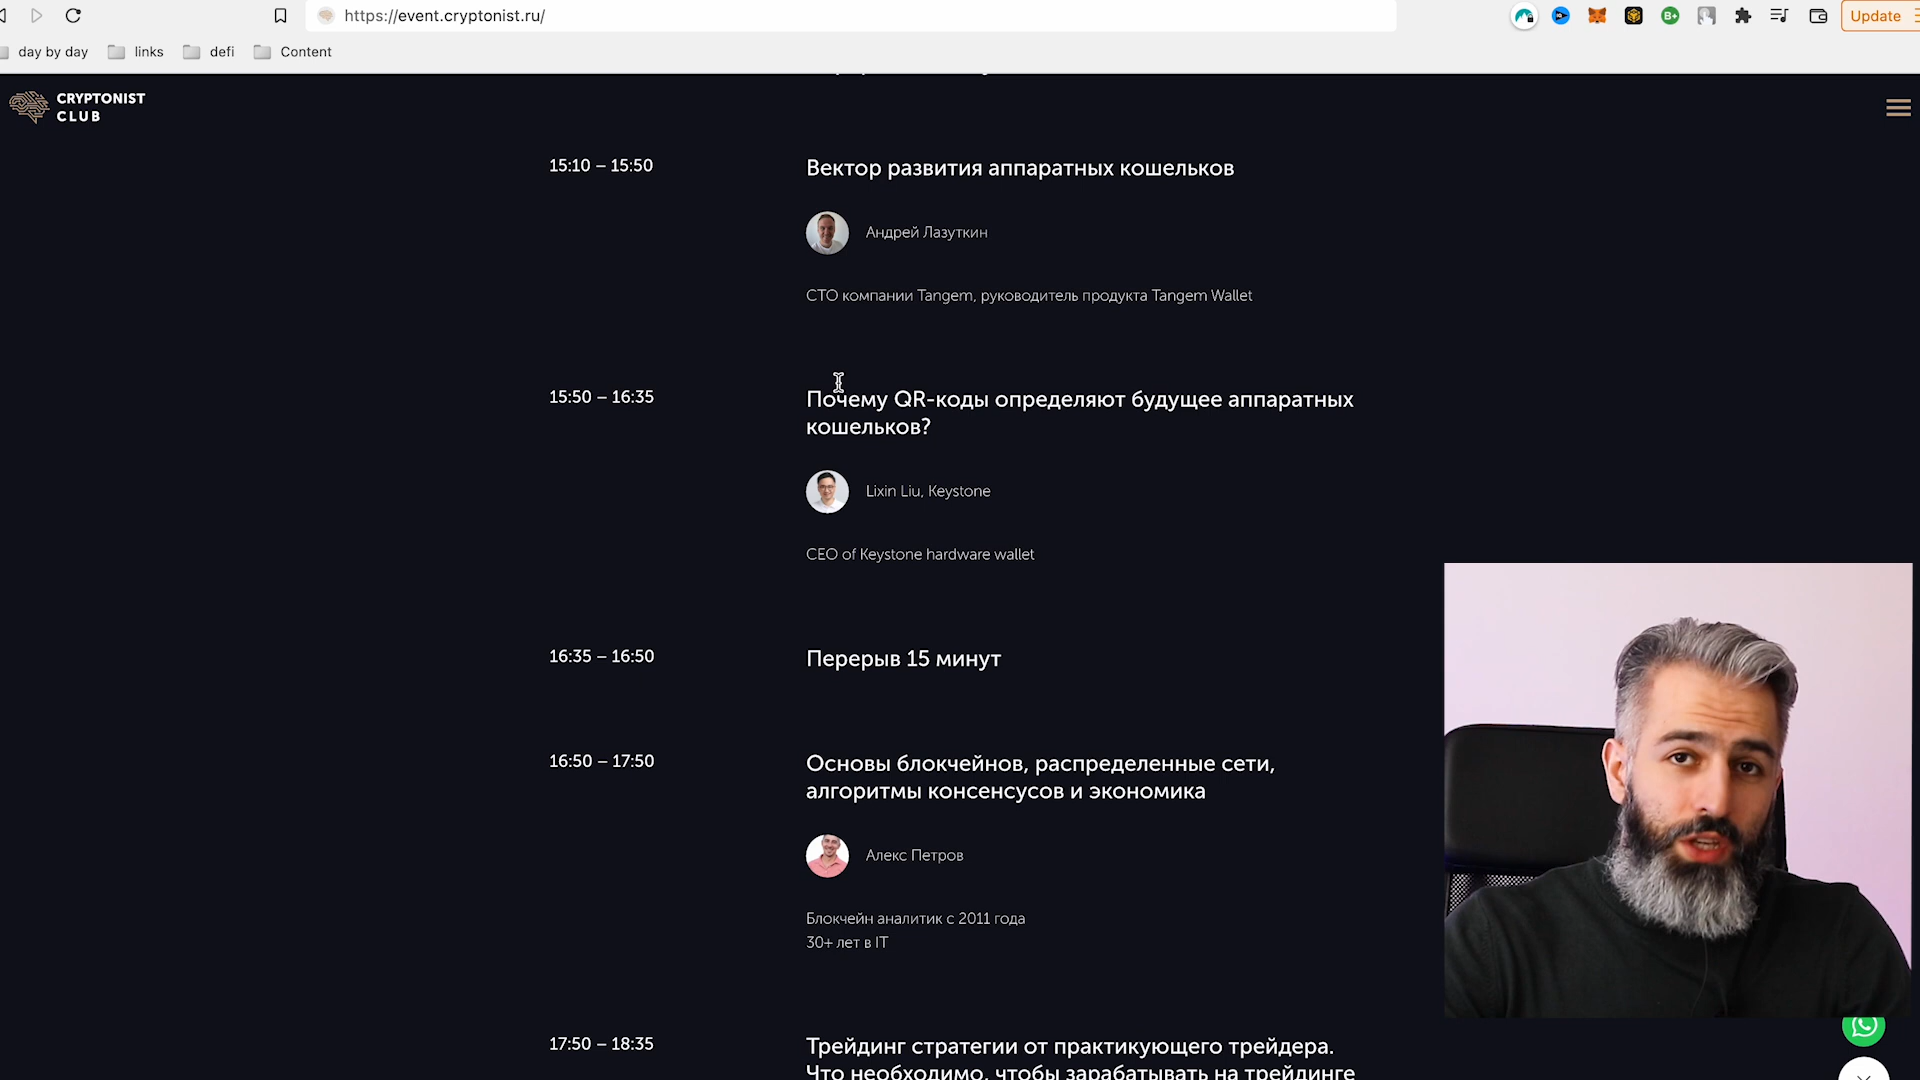 https://event.cryptonist.ru/
Update
day by day
links
defi
Content
CRYPTONIST
CLUB
15:10 – 15:50
Вектор развития аппаратных кошельков
Андрей Лазуткин
CTO компании Tangem, руководитель продукта Tangem Wallet
15:50 – 16:35
Почему QR-коды определяют будущее аппаратных
кошельков?
Lixin Liu, Keystone
CEO of Keystone hardware wallet
16:35 – 16:50
Перерыв 15 минут
16:50 – 17:50
Основы блокчейнов, распределенные сети,
алгоритмы консенсусов и экономика
Алекс Петров
Блокчейн аналитик с 2011 года
30+ лет в IT
17:50 – 18:35
Трейдинг стратегии от практикующего трейдера.
Что необходимо, чтобы зарабатывать на трейдинге